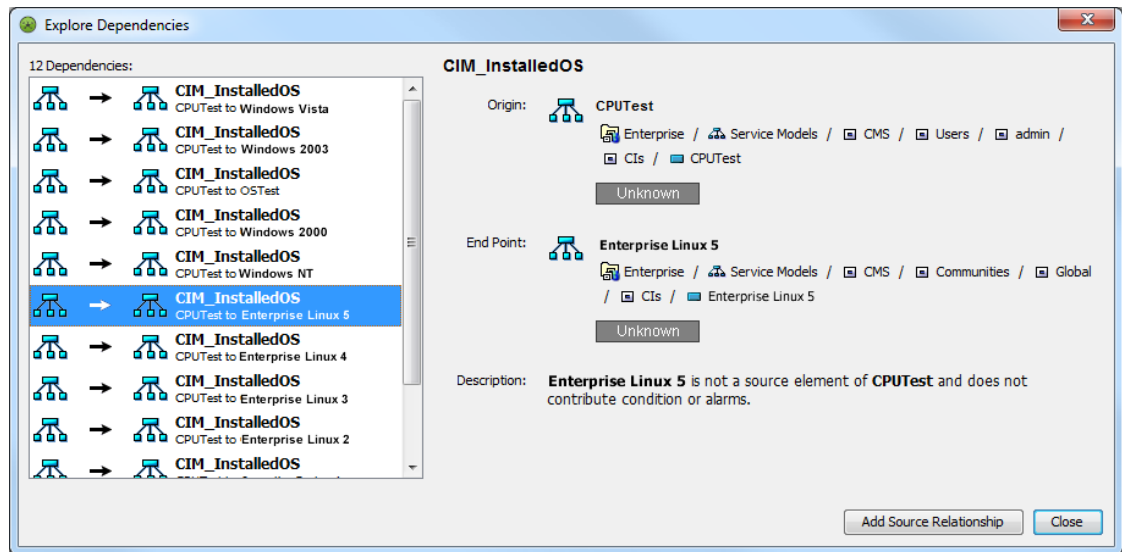 Explore Dependencies
12 Dependencies:
CIM_InstalledOS
CPUTest to Windows Vista
CIM_InstalledOS
CPUTest to Windows 2003
CIM_InstalledOS
CPUTest to OSTest
CIM_InstalledOS
CPUTest to Windows 2000
CIM_InstalledOS
CPUTest to Windows NT
CIM_InstalledOS
CPUTest to Enterprise Linux 5
CIM_InstalledOS
CPUTest to Enterprise Linux 4
CIM_InstalledOS
CPUTest to Enterprise Linux 3
CIM_InstalledOS
CPUTest to Enterprise Linux 2
CIM_InstalledOS
CIM_InstalledOS
Origin: CPUTest
Enterprise / Service Models / CMS / Users / admin /
CIs / CPUTest
Unknown
End Point: Enterprise Linux 5
Enterprise / Service Models / CMS / Communities / Global
/ CIs / Enterprise Linux 5
Unknown
Description: Enterprise Linux 5 is not a source element of CPUTest and does not
contribute condition or alarms.
Add Source Relationship Close